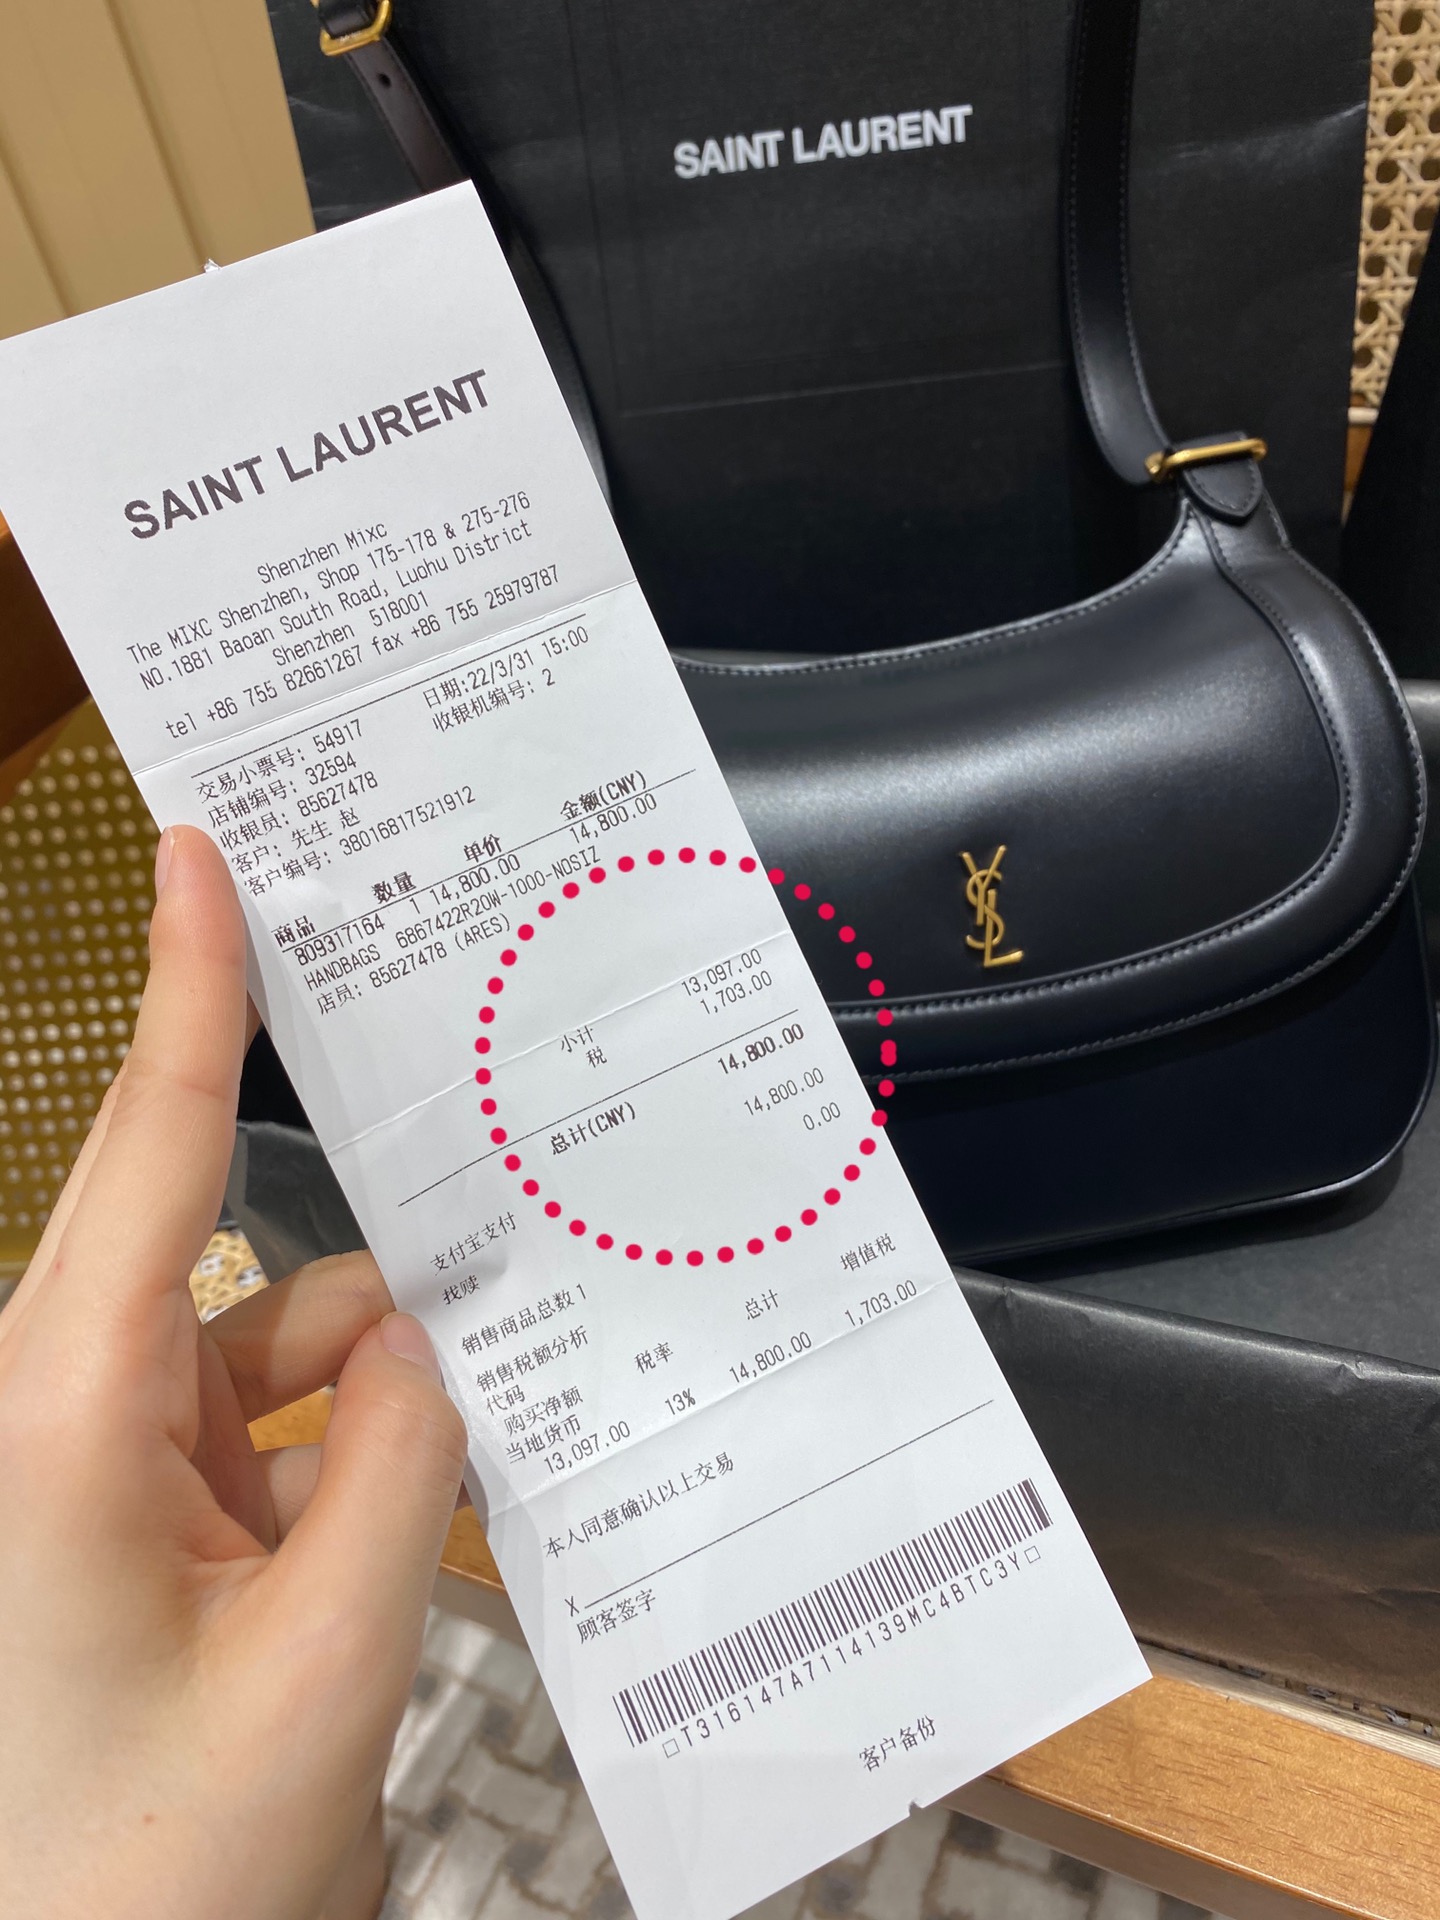 SAINT LAURENT
SAINT LAURENT
Shenzhen Mixc
The MIXC Shenzhen, Shop 175-178 & 275-276
NO.1881 Baoan South Road, Luohu District
Shenzhen 518001
tel +86 755 82661267 fax +86 755 25979787
交易小票号: 54917 日期:22/3/31 15:00
店铺编号: 32594 收银机编号: 2
收银员: 85627478
客户: 先生 赵
客户编号: 38016817521912
商品 数量 单价 金额(CNY)
809317164 1 14,800.00 14,800.00
HANDBAGS 6867422R20W-1000-NOSIZ
店员: 85627478 (ARES)
小计 13,097.00
税 1,703.00
总计(CNY) 14,800.00
支付宝支付 14,800.00
找赎 0.00
销售商品总数 1
销售税额分析
代码 税率 总计 增值税
购买净额
当地货币
13,097.00 13% 14,800.00 1,703.00
本人同意确认以上交易
X
顾客签字
T316147A7114139MC4BTC3Y
客户备份
YSL